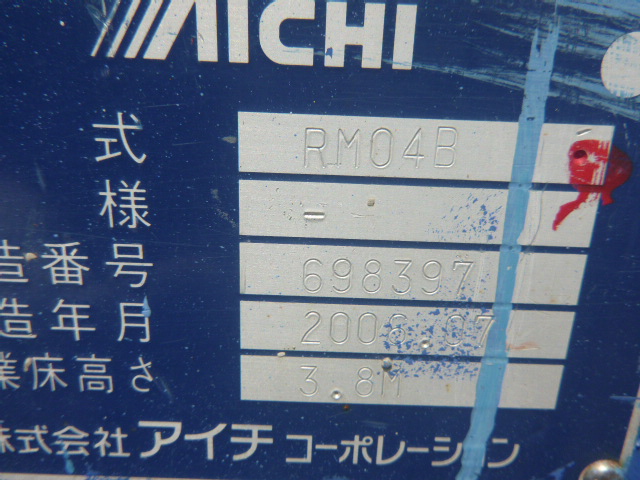 AICHI
式 RM04B
様 - -
造番号 698397
造年月 2006.07
業床高さ 3.8M
株式会社 アイチ コーポレーション